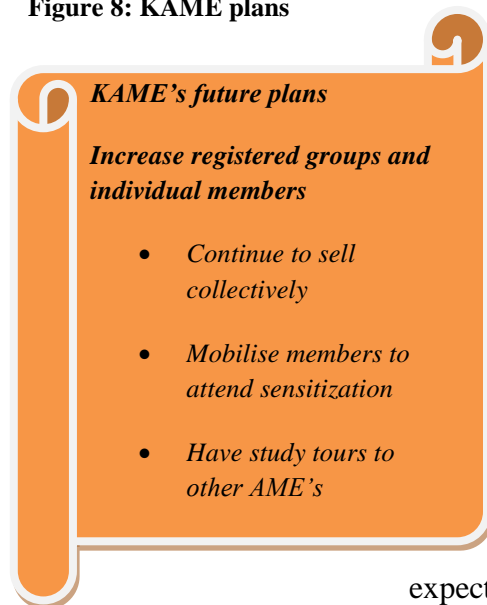 Figure 8: KAME plans
KAME's future plans
Increase registered groups and
individual members
• Continue to sell
collectively
• Mobilise members to
attend sensitization
• Have study tours to
other AME's